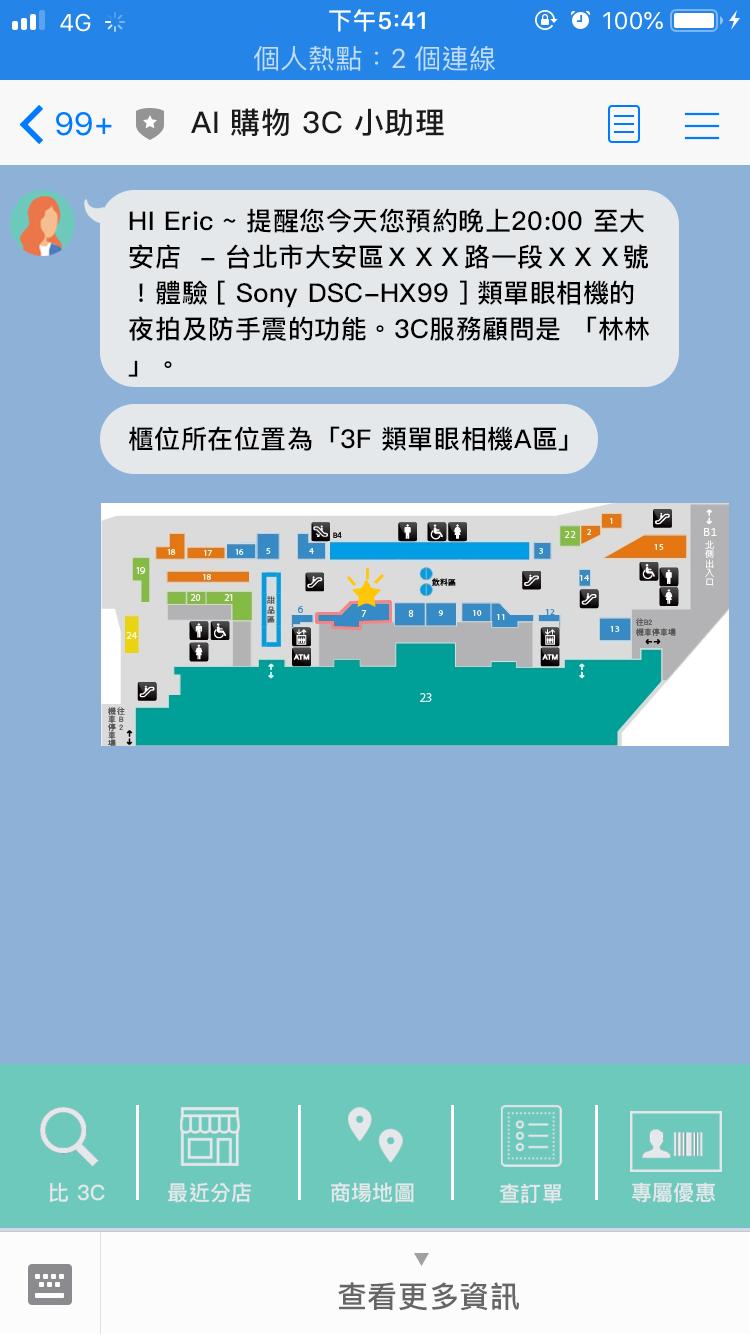 4G
下午5:41
100%
個人熱點：2 個連線
99+
AI 購物 3C 小助理
HI Eric ~ 提醒您今天您預約晚上20:00 至大
安店 – 台北市大安區ＸＸＸ路一段ＸＸＸ號
！體驗［ Sony DSC–HX99 ］類單眼相機的
夜拍及防手震的功能。3C服務顧問是 「林林
」。
櫃位所在位置為「3F 類單眼相機A區」
B4
18
17
16
5
4
3
22
2
1
15
B1
北側出入口
19
18
20
21
甜品區
飲料區
14
24
6
7
8
9
10
11
12
13
往B2
機車停車場
ATM
ATM
23
往B2
機車停車場
比 3C
最近分店
商場地圖
查訂單
專屬優惠
▼
查看更多資訊